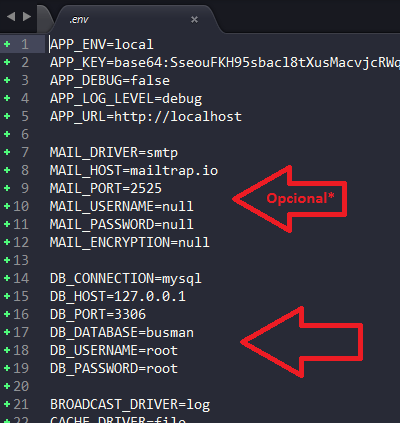 .env
1 APP_ENV=local
2 APP_KEY=base64:SseouFKH95sbacl8tXusMacvjcRWq
3 APP_DEBUG=false
4 APP_LOG_LEVEL=debug
5 APP_URL=http://localhost
6
7 MAIL_DRIVER=smtp
8 MAIL_HOST=mailtrap.io
9 MAIL_PORT=2525
Opcional*
10 MAIL_USERNAME=null
11 MAIL_PASSWORD=null
12 MAIL_ENCRYPTION=null
13
14 DB_CONNECTION=mysql
15 DB_HOST=127.0.0.1
16 DB_PORT=3306
17 DB_DATABASE=busman
18 DB_USERNAME=root
19 DB_PASSWORD=root
20
21 BROADCAST_DRIVER=log
22 CACHE_DRIVER=file